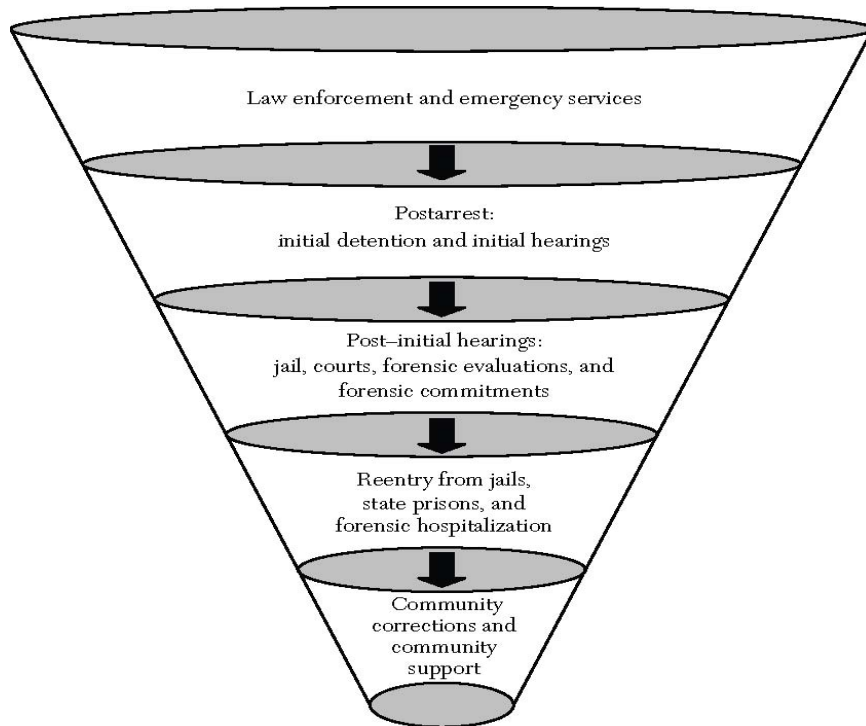 Law enforcement and emergency services
Postarrest:
initial detention and initial hearings
Post–initial hearings:
jail, courts, forensic evaluations, and
forensic commitments
Reentry from jails,
state prisons, and
forensic hospitalization
Community
corrections and
community
support